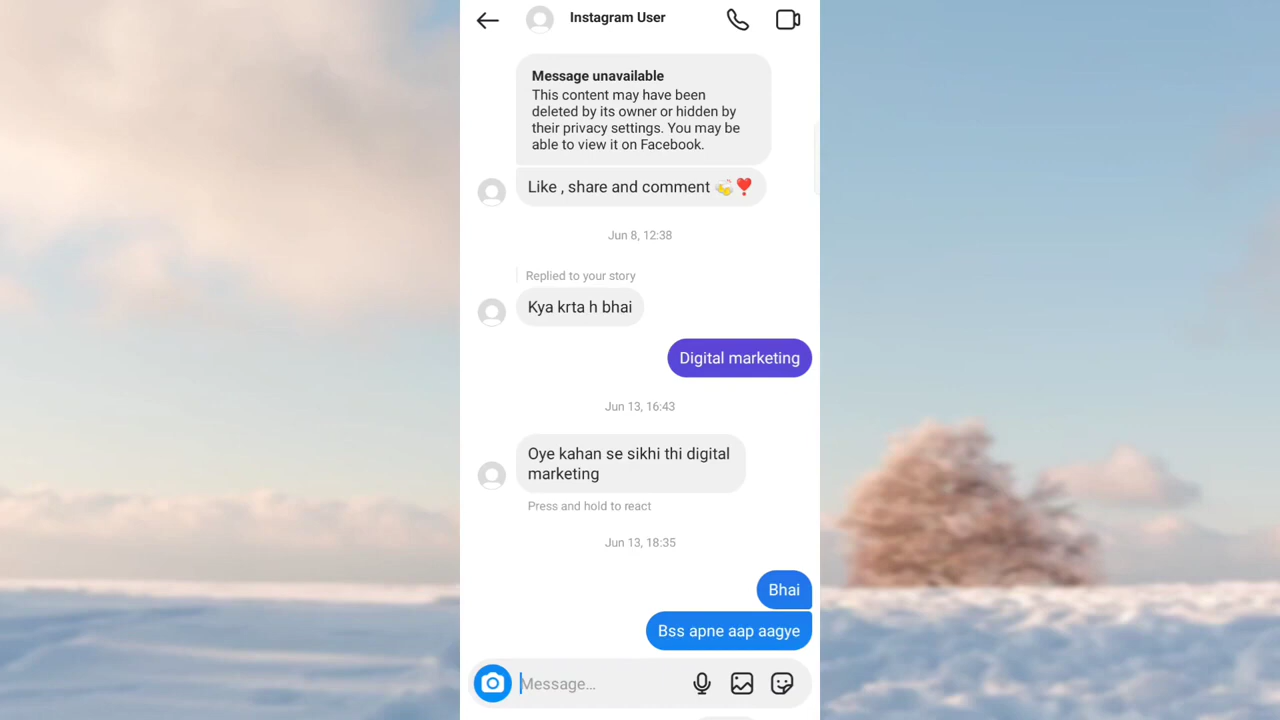 Instagram User
Message unavailable
This content may have been
deleted by its owner or hidden by
their privacy settings. You may be
able to view it on Facebook.
Like , share and comment 🍻❣️
Jun 8, 12:38
Replied to your story
Kya krta h bhai
Digital marketing
Jun 13, 16:43
Oye kahan se sikhi thi digital
marketing
Press and hold to react
Jun 13, 18:35
Bhai
Bss apne aap aagye
Message...